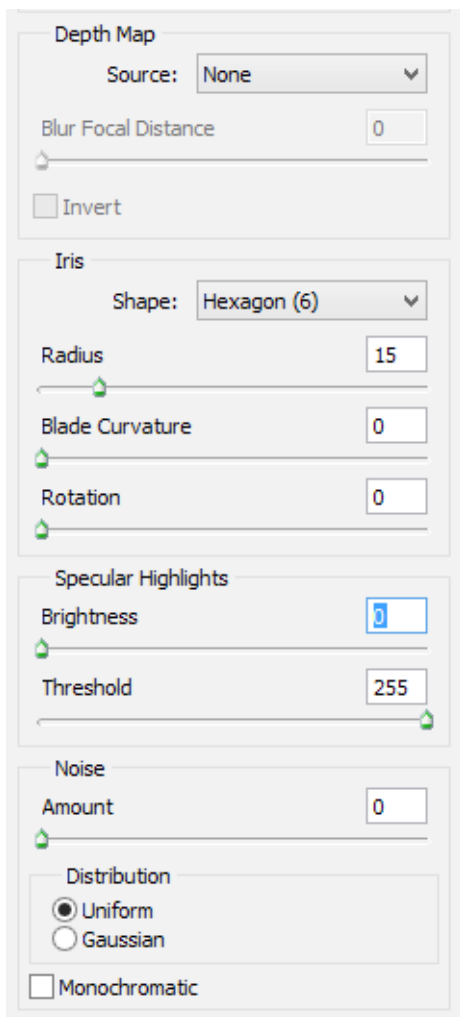 Depth Map
Source: None
Blur Focal Distance 0
Invert
Iris
Shape: Hexagon (6)
Radius 15
Blade Curvature 0
Rotation 0
Specular Highlights
Brightness 0
Threshold 255
Noise
Amount 0
Distribution
Uniform
Gaussian
Monochromatic